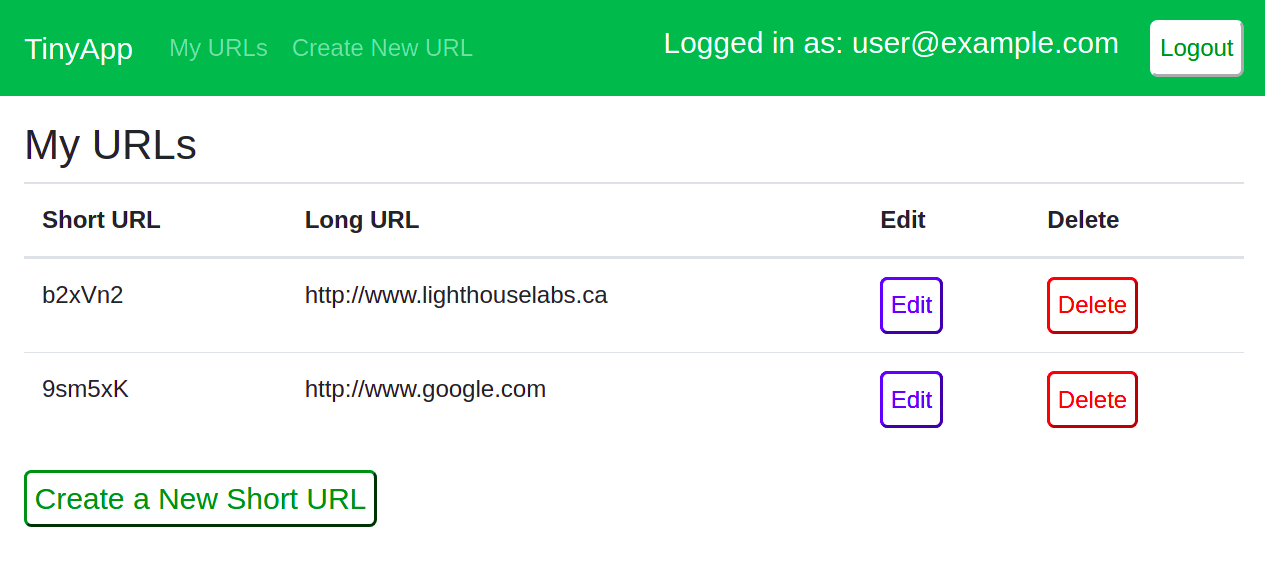 TinyApp My URLs Create New URL Logged in as: user@example.com Logout
My URLs
Short URL Long URL Edit Delete
b2xVn2 http://www.lighthouselabs.ca Edit Delete
9sm5xK http://www.google.com Edit Delete
Create a New Short URL